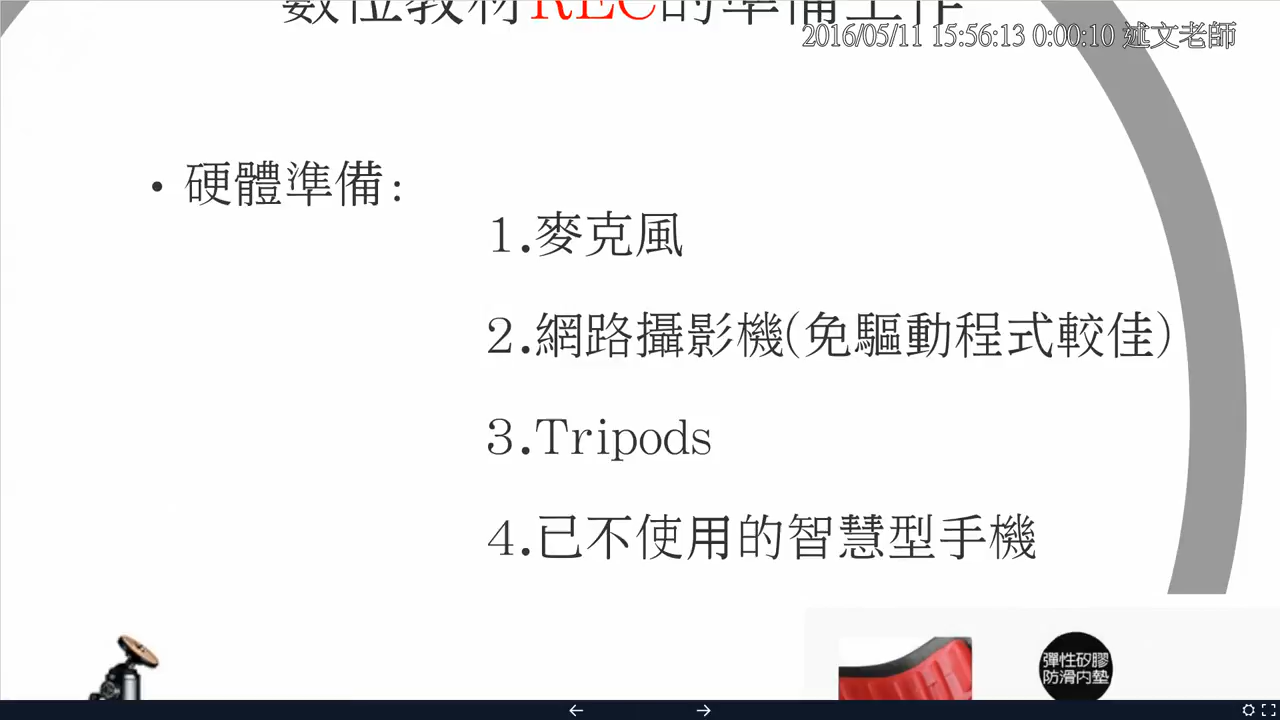 數位教材REC的準備工作
2016/05/11 15:56:13 0:00:10 述文老師
• 硬體準備:
1.麥克風
2.網路攝影機(免驅動程式較佳)
3.Tripods
4.已不使用的智慧型手機
彈性矽膠
防滑內墊